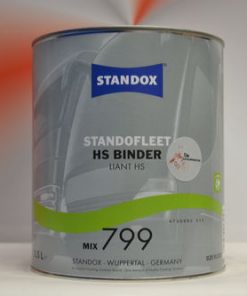 STANDOX
STANDOFLEET
HS BINDER
LIANT HS
MIX 799
STANDOX - WUPPERTAL - GERMANY